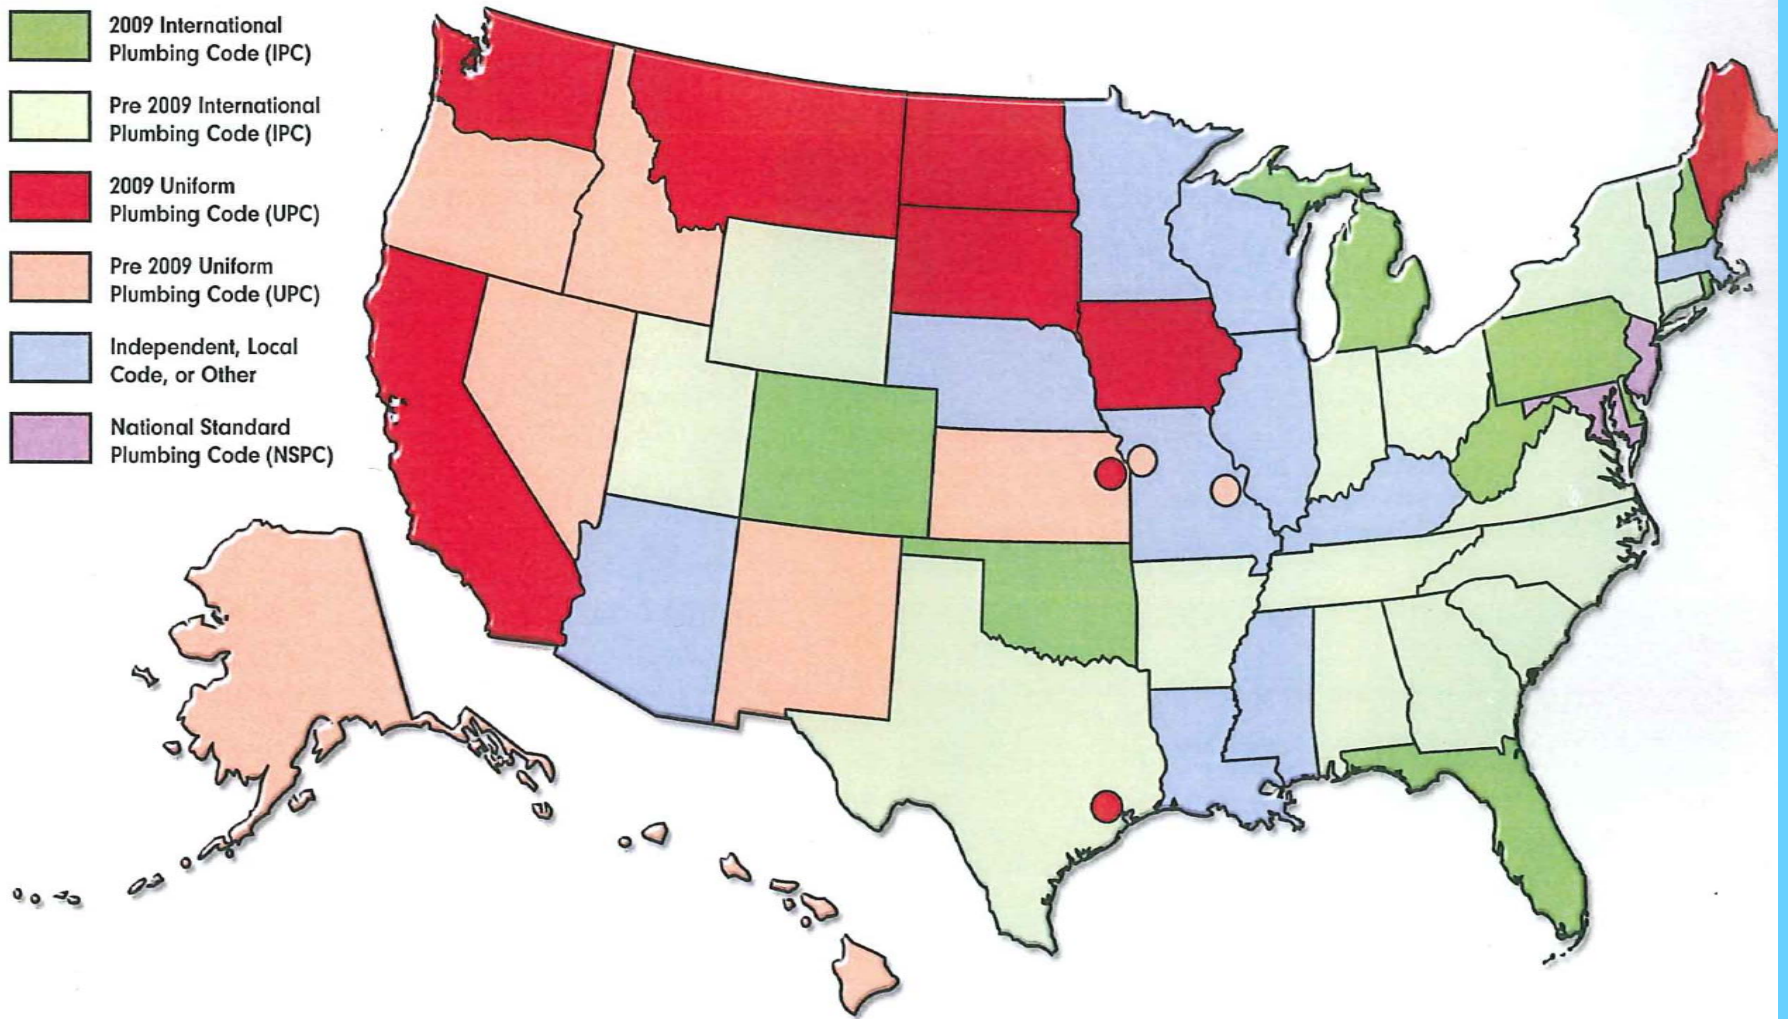 2009 International
Plumbing Code (IPC)
Pre 2009 International
Plumbing Code (IPC)
2009 Uniform
Plumbing Code (UPC)
Pre 2009 Uniform
Plumbing Code (UPC)
Independent, Local
Code, or Other
National Standard
Plumbing Code (NSPC)